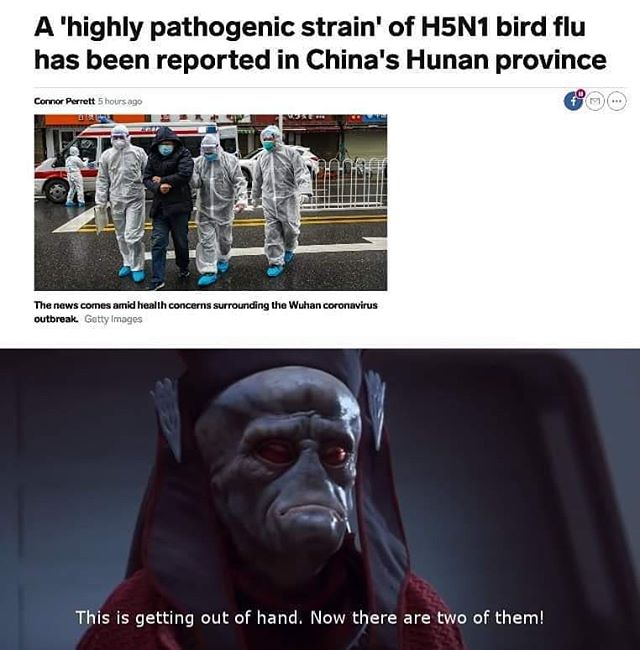 A 'highly pathogenic strain' of H5N1 bird flu
has been reported in China's Hunan province
Connor Perrett 5 hours ago
The news comes amid health concerns surrounding the Wuhan coronavirus
outbreak. Getty Images
This is getting out of hand. Now there are two of them!